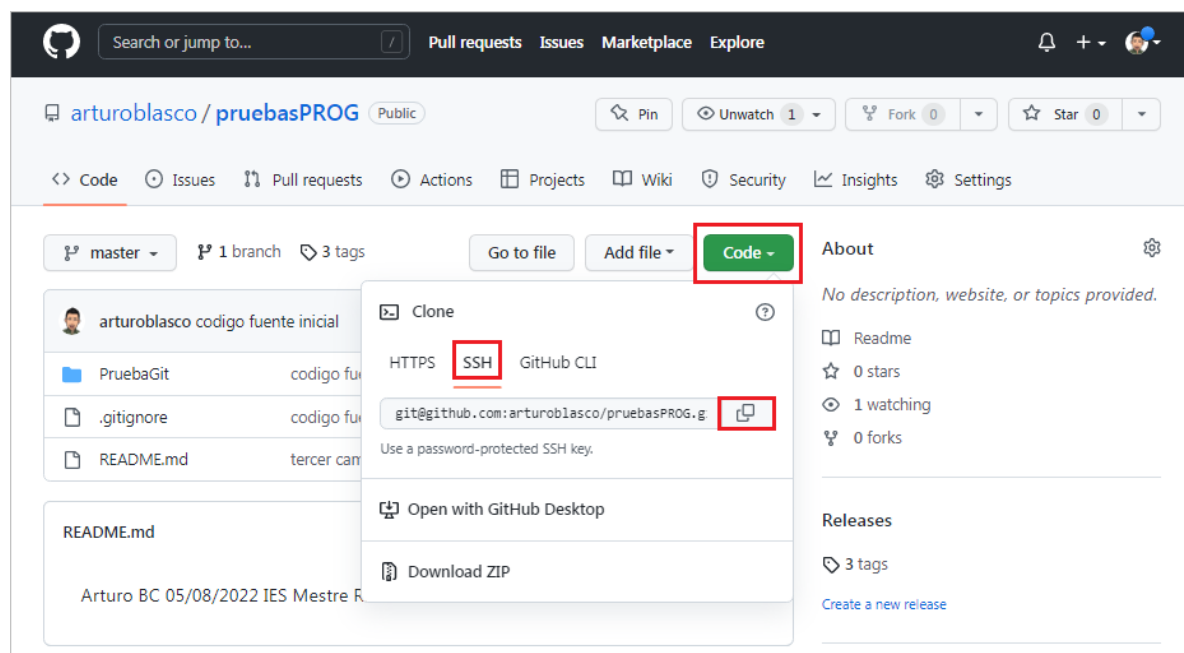 Search or jump to... /
Pull requests Issues Marketplace Explore
arturoblasco / pruebasPROG Public
Pin Unwatch 1 Fork 0 Star 0
Code Issues Pull requests Actions Projects Wiki Security Insights Settings
master 1 branch 3 tags Go to file Add file Code
About
No description, website, or topics provided.
arturoblasco codigo fuente inicial
Clone
Readme
HTTPS SSH GitHub CLI
0 stars
PruebaGit codigo fu
1 watching
.gitignore codigo fu
git@github.com:arturoblasco/pruebasPROG.g
0 forks
README.md tercer cam
Use a password-protected SSH key.
Open with GitHub Desktop
Releases
README.md
3 tags
Download ZIP
Arturo BC 05/08/2022 IES Mestre R
Create a new release